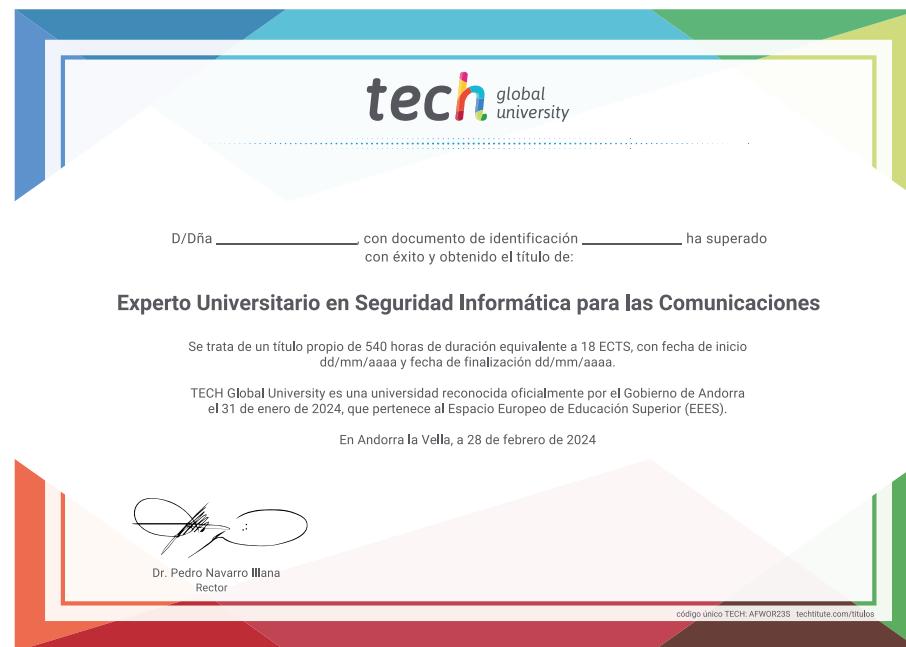 tech global university
D/Dña ____________________, con documento de identificación ______________ ha superado
con éxito y obtenido el título de:
Experto Universitario en Seguridad Informática para las Comunicaciones
Se trata de un título propio de 540 horas de duración equivalente a 18 ECTS, con fecha de inicio
dd/mm/aaaa y fecha de finalización dd/mm/aaaa.
TECH Global University es una universidad reconocida oficialmente por el Gobierno de Andorra
el 31 de enero de 2024, que pertenece al Espacio Europeo de Educación Superior (EEES).
En Andorra la Vella, a 28 de febrero de 2024
Dr. Pedro Navarro Illana
Rector
código único TECH: AFWOR23S techtitute.com/titulos